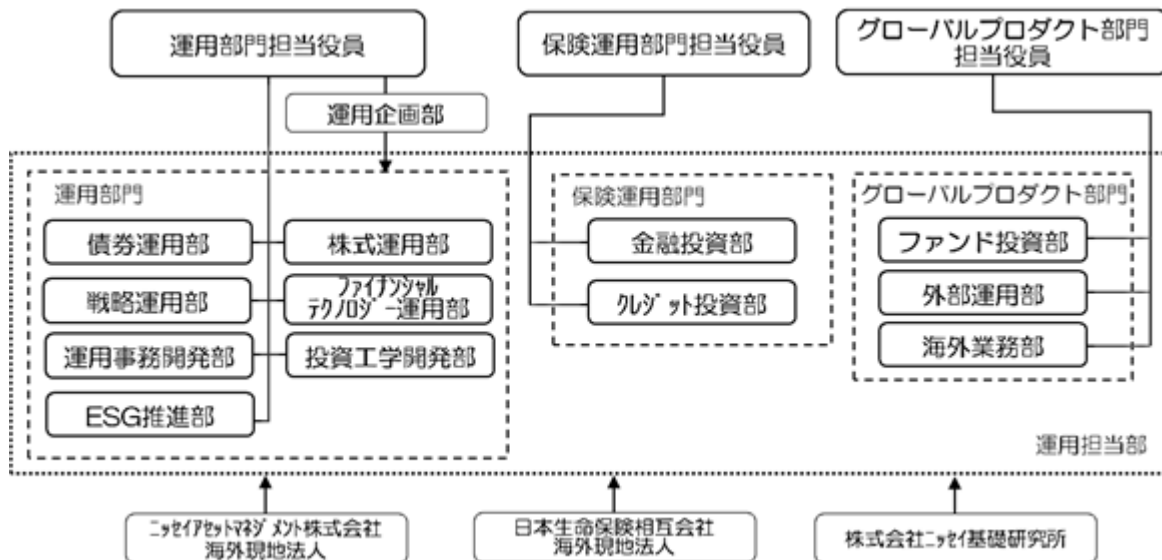 運用部門担当役員
保険運用部門担当役員
グローバルプロダクト部門
担当役員
運用企画部
運用部門
債券運用部
株式運用部
戦略運用部
ファイナンシャル
テクノロジー運用部
運用事務開発部
投資工学開発部
ESG推進部
保険運用部門
金融投資部
クレジット投資部
グローバルプロダクト部門
ファンド投資部
外部運用部
海外業務部
運用担当部
ニッセイアセットマネジメント株式会社
海外現地法人
日本生命保険相互会社
海外現地法人
株式会社ニッセイ基礎研究所